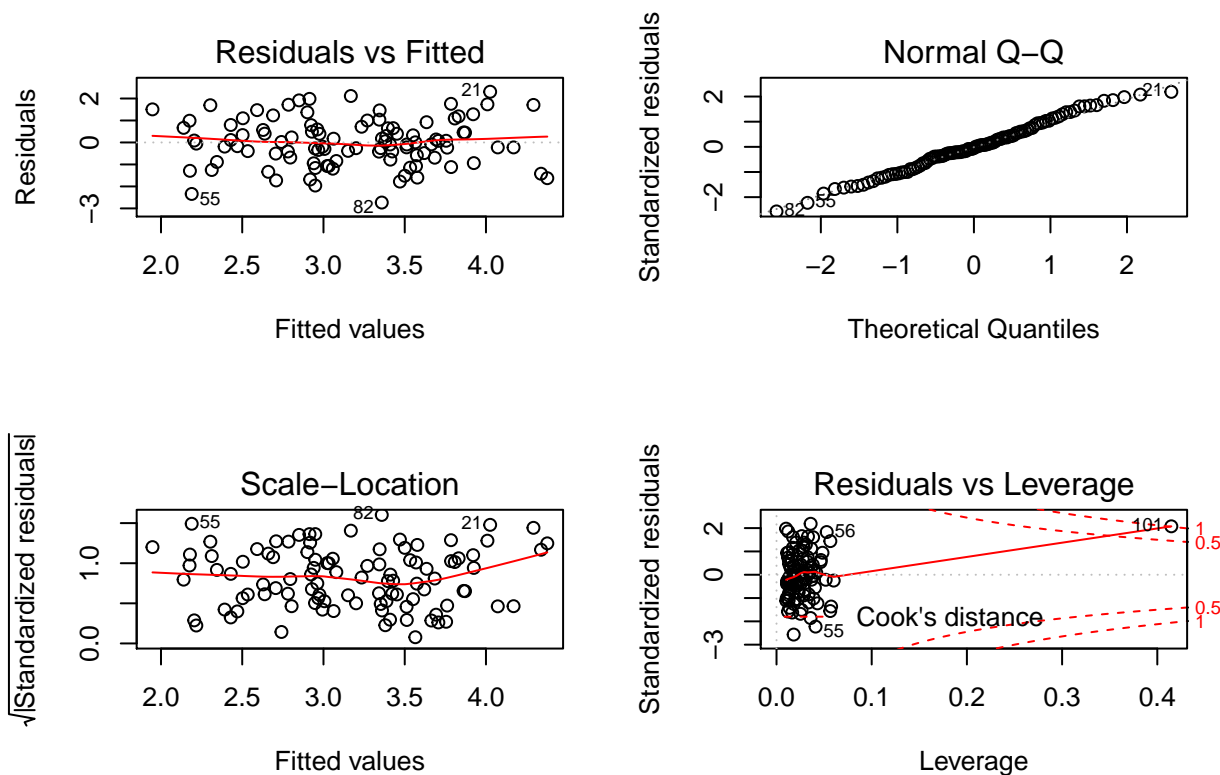 Residuals vs Fitted
Residuals
2
0
−3
21
55
82
2.0 2.5 3.0 3.5 4.0
Fitted values
Normal Q−Q
Standardized residuals
2
0
−2
21
55
82
−2 −1 0 1 2
Theoretical Quantiles
Scale−Location
√|Standardized residuals|
1.0
0.0
55
82
21
2.0 2.5 3.0 3.5 4.0
Fitted values
Residuals vs Leverage
Standardized residuals
2
0
−3
56
101
1
0.5
0.5
1
Cook's distance
55
0.0 0.1 0.2 0.3 0.4
Leverage